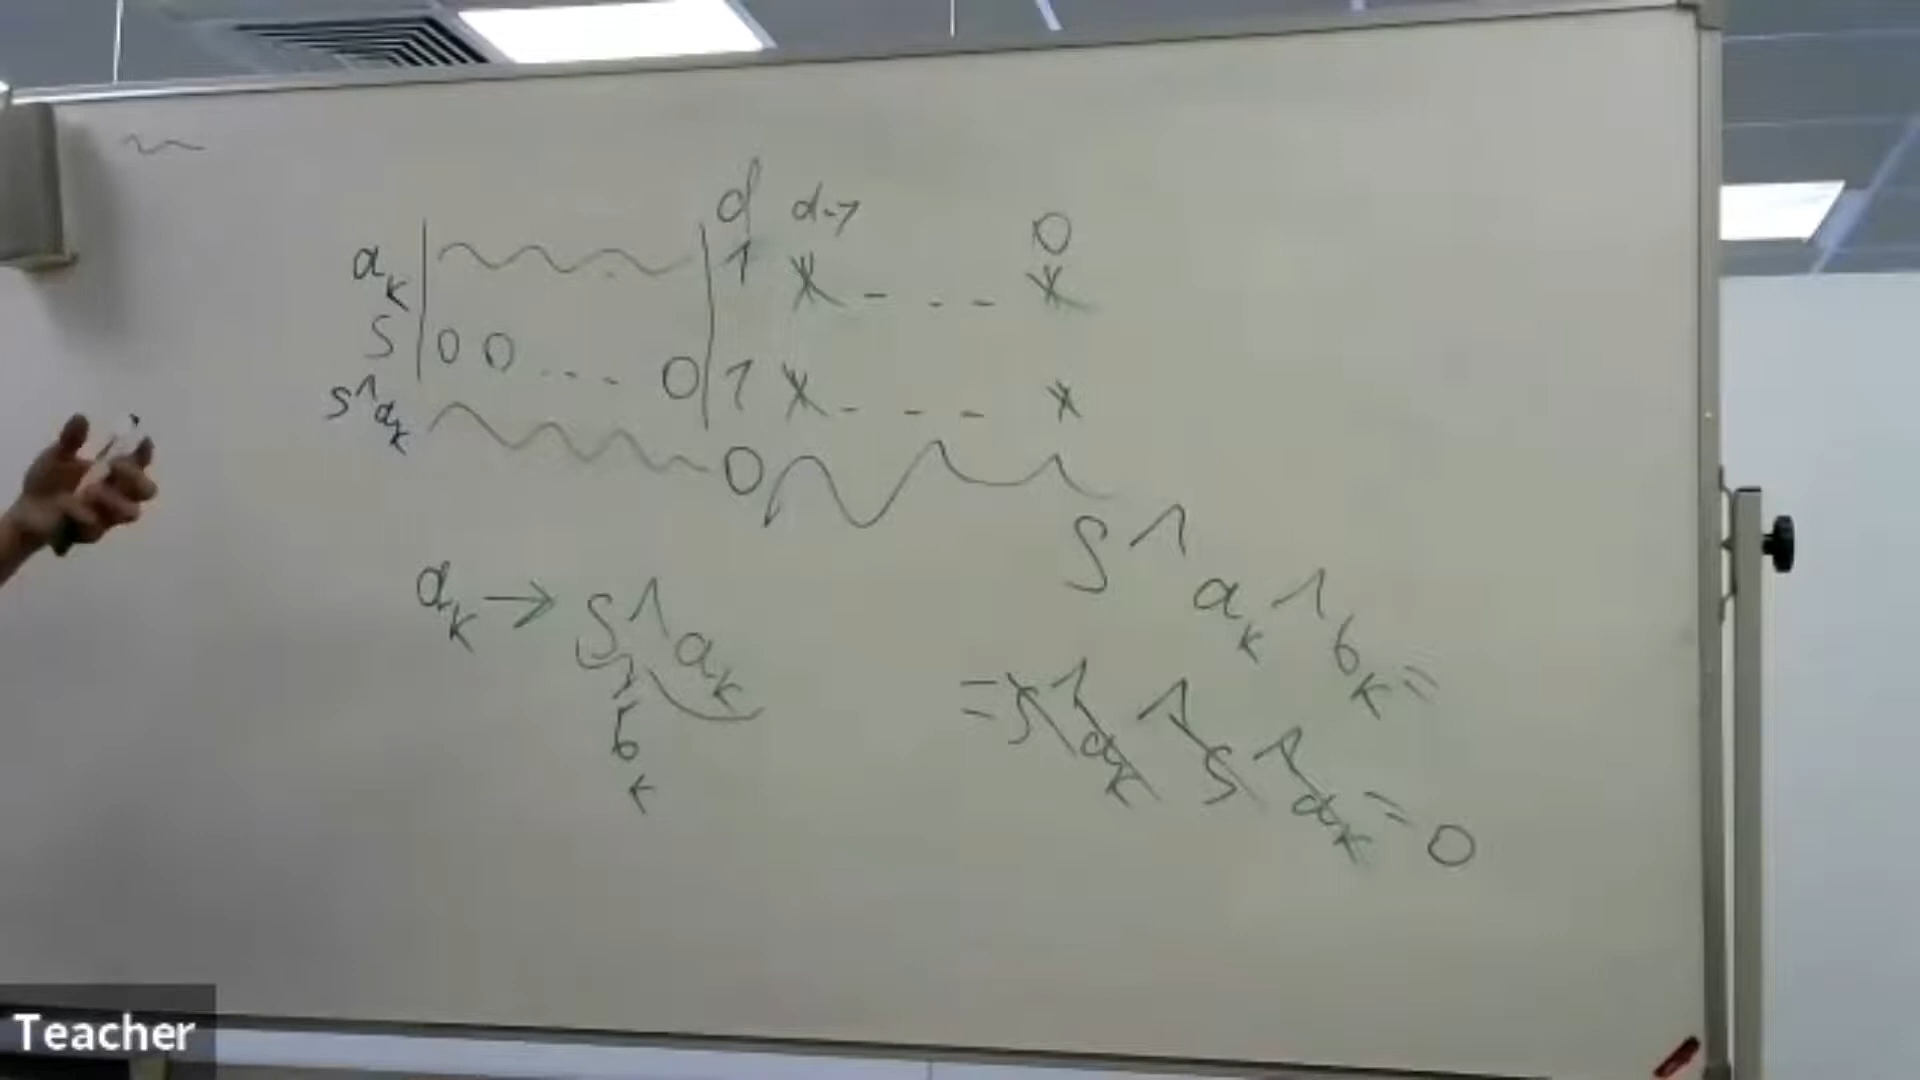 d d-1 0
a_k 1 * - - - *
S 0 0 ... 0 1 * - - - *
S^a_k 0
S^a_k^b_k=
a_k → S^a_k
b_k
=S^a_k^S^a_k=0
Teacher